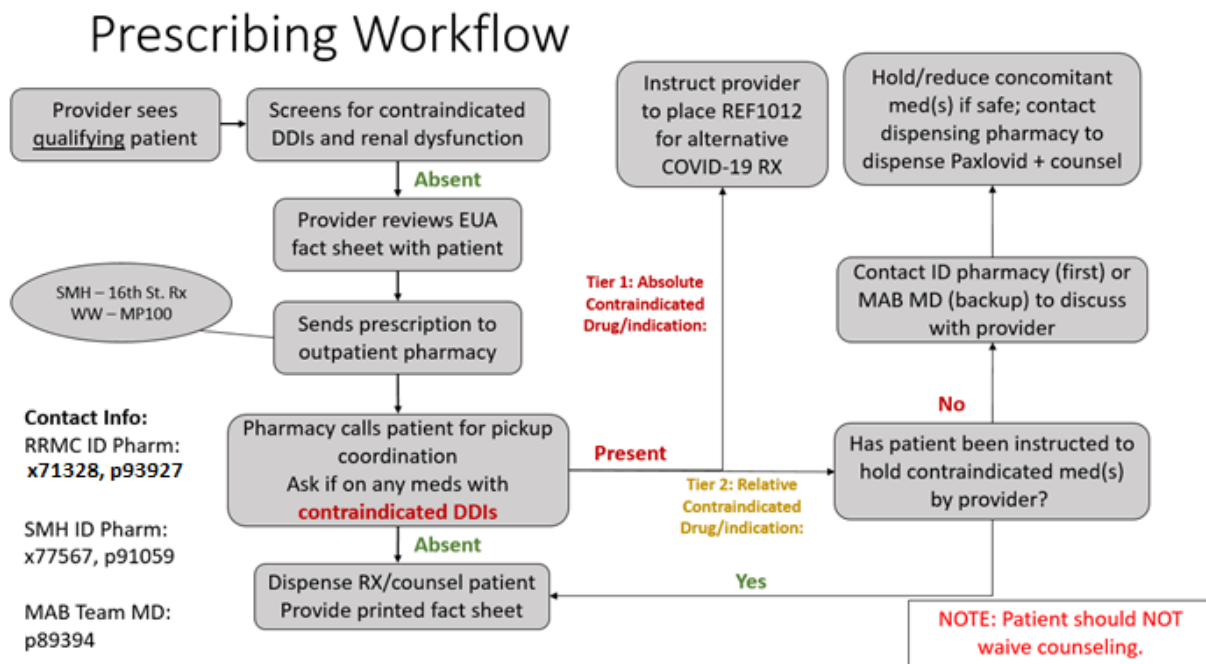 Prescribing Workflow
Provider sees
qualifying patient
Screens for contraindicated
DDIs and renal dysfunction
Absent
Provider reviews EUA
fact sheet with patient
SMH – 16th St. Rx
WW – MP100
Sends prescription to
outpatient pharmacy
Pharmacy calls patient for pickup
coordination
Ask if on any meds with
contraindicated DDIs
Absent
Dispense RX/counsel patient
Provide printed fact sheet
Present
Tier 1: Absolute
Contraindicated
Drug/indication:
Instruct provider
to place REF1012
for alternative
COVID-19 RX
Tier 2: Relative
Contraindicated
Drug/indication:
Has patient been instructed to
hold contraindicated med(s)
by provider?
No
Contact ID pharmacy (first) or
MAB MD (backup) to discuss
with provider
Hold/reduce concomitant
med(s) if safe; contact
dispensing pharmacy to
dispense Paxlovid + counsel
Yes
Contact Info:
RRMC ID Pharm:
x71328, p93927
SMH ID Pharm:
x77567, p91059
MAB Team MD:
p89394
NOTE: Patient should NOT
waive counseling.